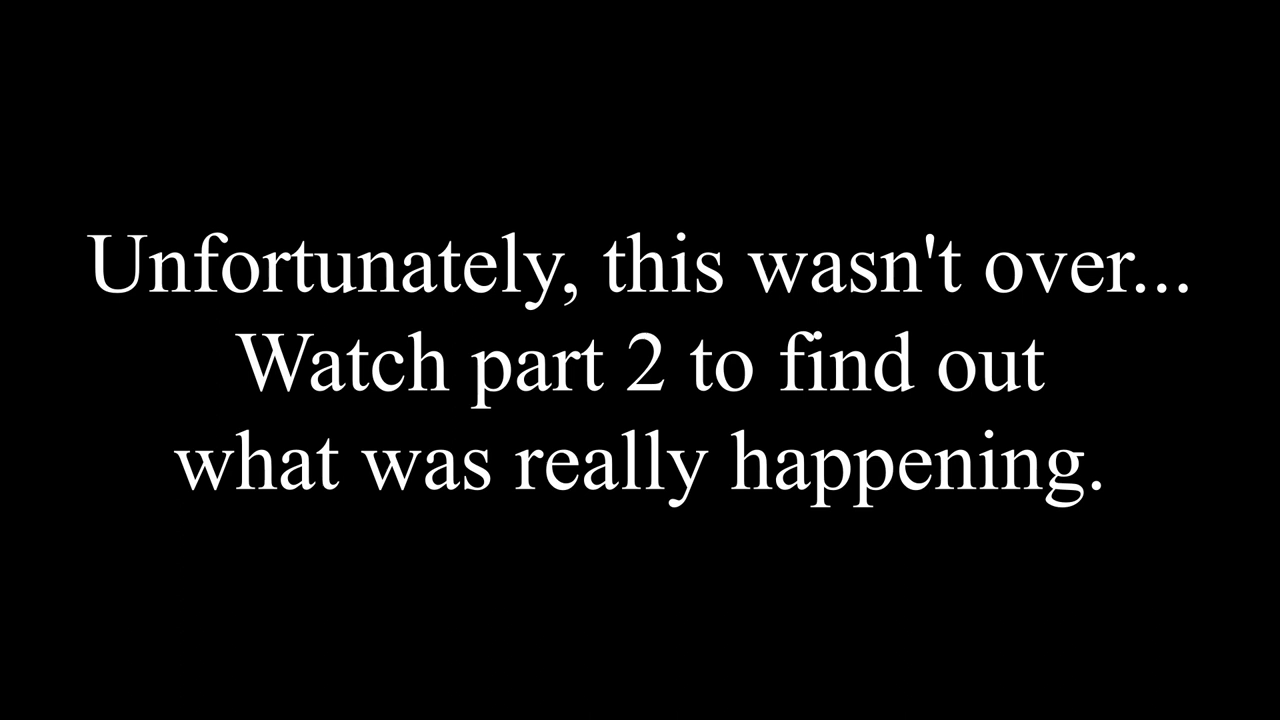 Unfortunately, this wasn't over...
Watch part 2 to find out
what was really happening.